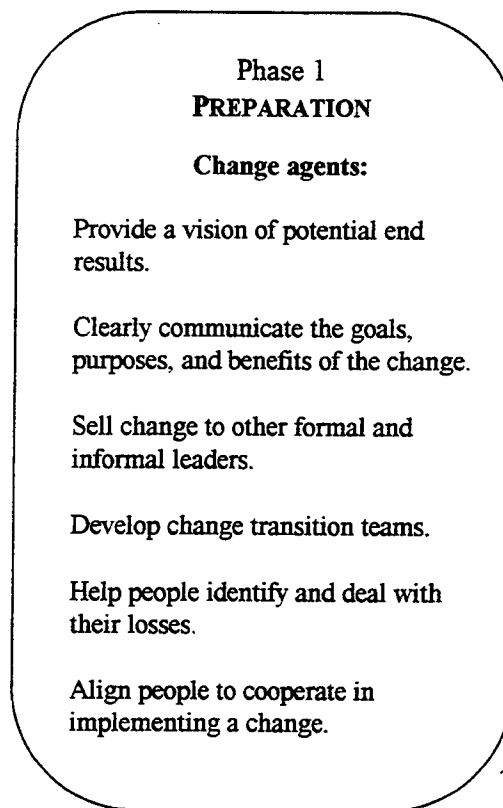 Phase 1
PREPARATION
Change agents:
Provide a vision of potential end
results.
Clearly communicate the goals,
purposes, and benefits of the change.
Sell change to other formal and
informal leaders.
Develop change transition teams.
Help people identify and deal with
their losses.
Align people to cooperate in
implementing a change.